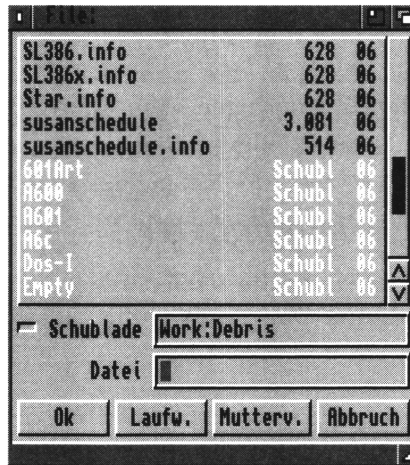 File:
SL386.info 628 06
SL386x.info 628 06
Star.info 628 06
susanschedule 3.081 06
susanschedule.info 514 06
601Art Schubl 06
A600 Schubl 06
A601 Schubl 06
A6c Schubl 06
Dos-I Schubl 06
Empty Schubl 06
Schublade Work:Debris
Datei
Ok Laufw. Mutterv. Abbruch